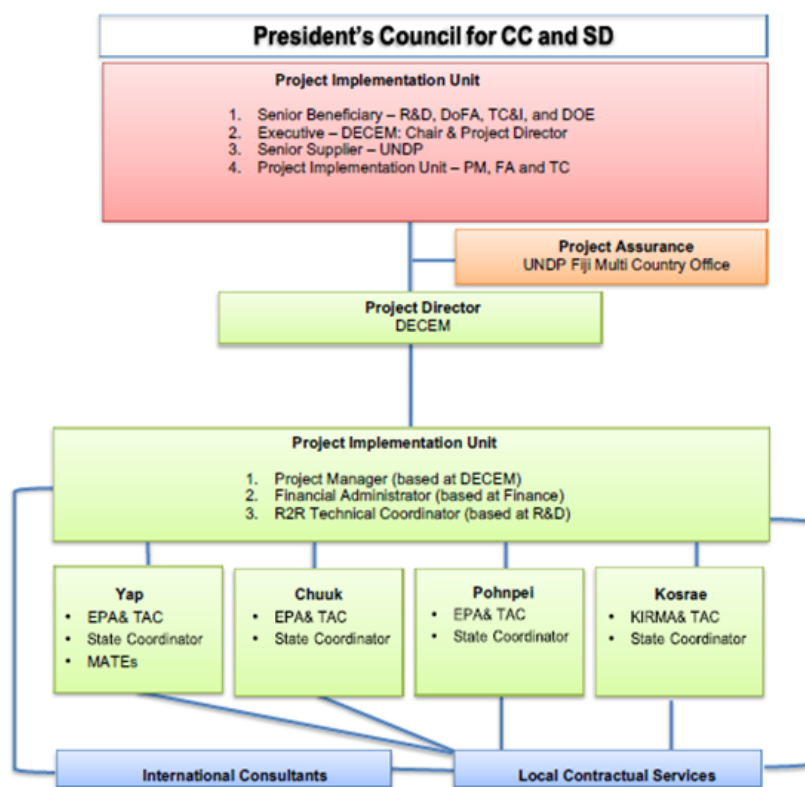 President's Council for CC and SD
Project Implementation Unit
1. Senior Beneficiary – R&D, DoFA, TC&I, and DOE
2. Executive – DECEM: Chair & Project Director
3. Senior Supplier – UNDP
4. Project Implementation Unit – PM, FA and TC
Project Assurance
UNDP Fiji Multi Country Office
Project Director
DECEM
Project Implementation Unit
1. Project Manager (based at DECEM)
2. Financial Administrator (based at Finance)
3. R2R Technical Coordinator (based at R&D)
Yap
• EPA& TAC
• State Coordinator
• MATEs
Chuuk
• EPA& TAC
• State Coordinator
Pohnpei
• EPA& TAC
• State Coordinator
Kosrae
• KIRMA& TAC
• State Coordinator
International Consultants
Local Contractual Services